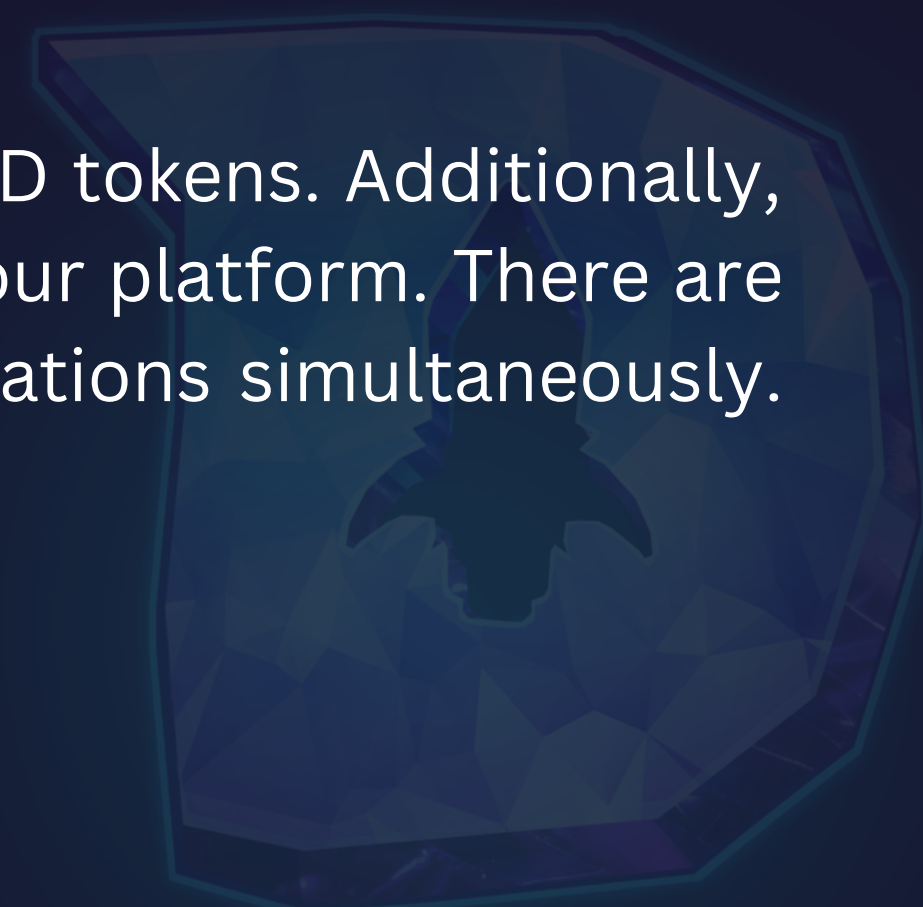 D tokens. Additionally,
our platform. There are
ations simultaneously.